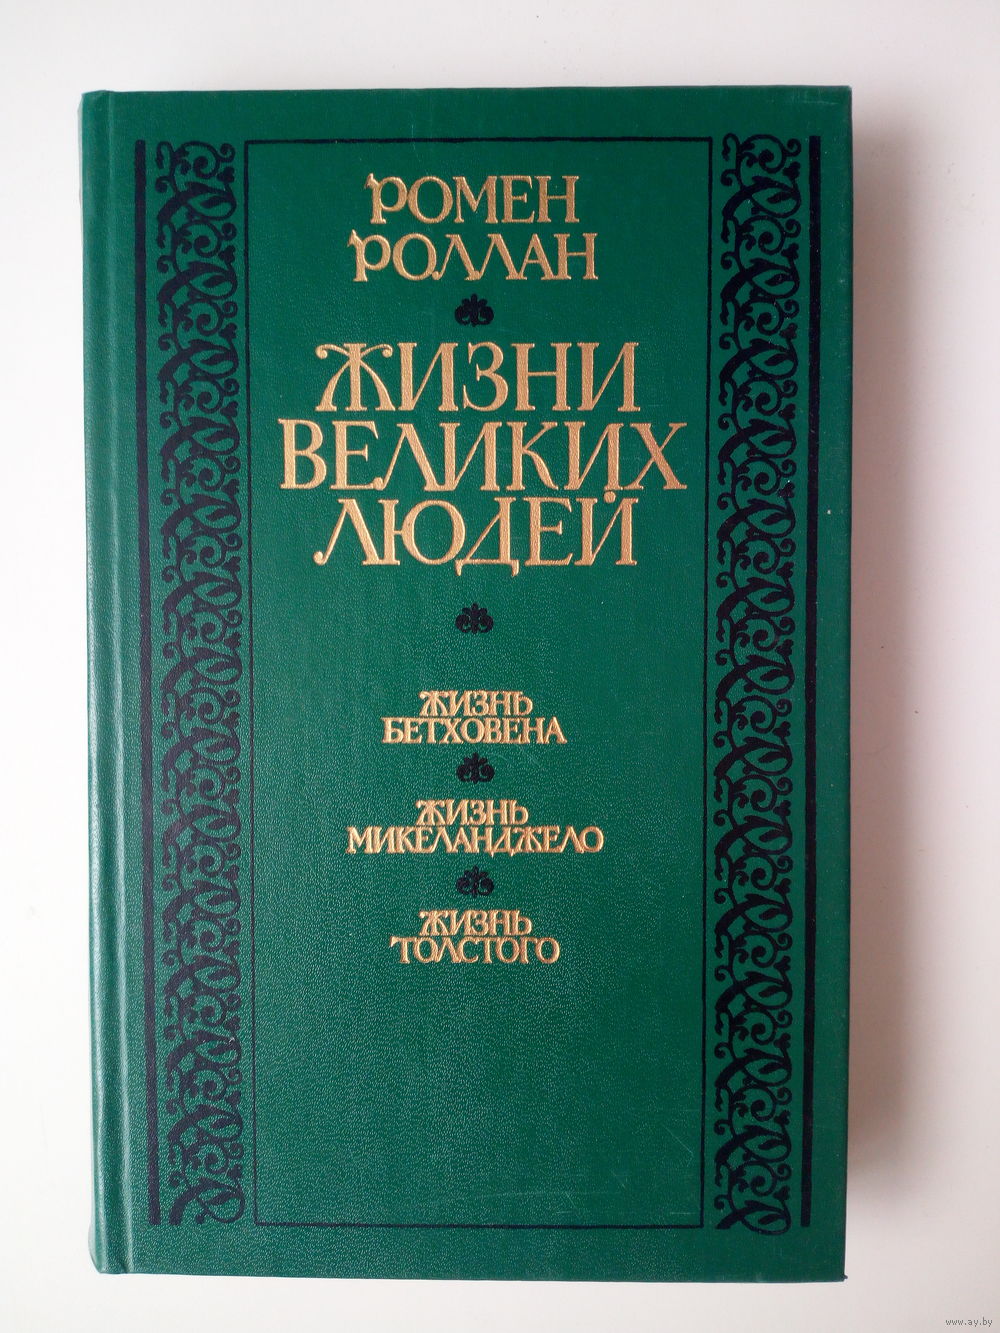 РОМЕН
РОЛЛАН
ЖИЗНИ
ВЕЛИКИХ
ЛЮДЕЙ
ЖИЗНЬ
БЕТХОВЕНА
ЖИЗНЬ
МИКЕЛАНДЖЕЛО
ЖИЗНЬ
ТОЛСТОГО
www.ay.by